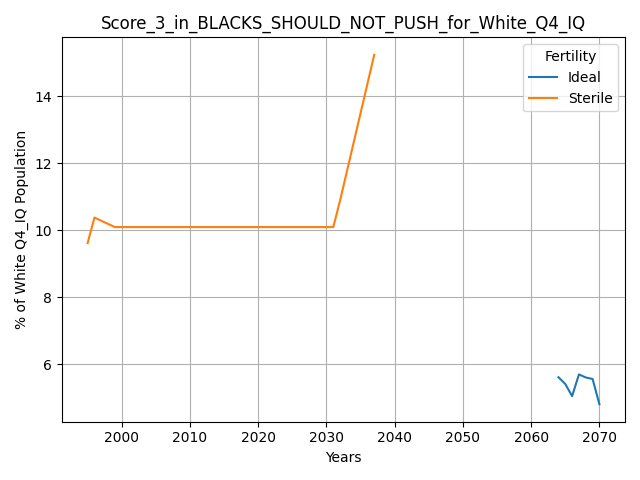 Score_3_in_BLACKS_SHOULD_NOT_PUSH_for_White_Q4_IQ
Fertility
Ideal
Sterile
% of White Q4_IQ Population
14
12
10
8
6
2000 2010 2020 2030 2040 2050 2060 2070
Years